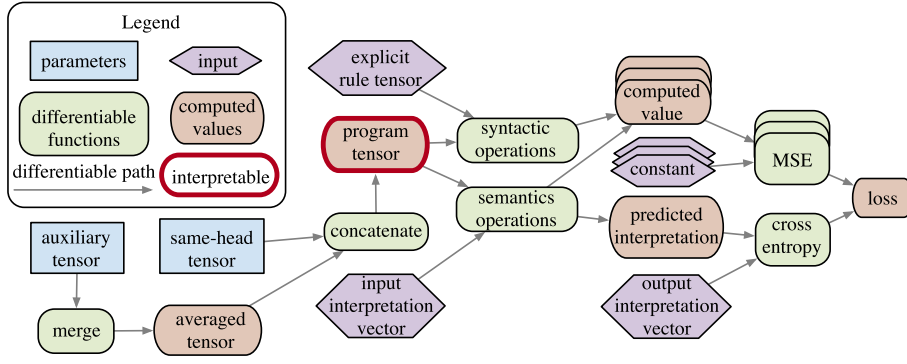 Legend
parameters
input
differentiable
functions
computed
values
differentiable path
interpretable
explicit
rule tensor
program
tensor
syntactic
operations
semantics
operations
computed
value
constant
MSE
loss
predicted
interpretation
cross
entropy
auxiliary
tensor
same-head
tensor
concatenate
input
interpretation
vector
output
interpretation
vector
merge
averaged
tensor